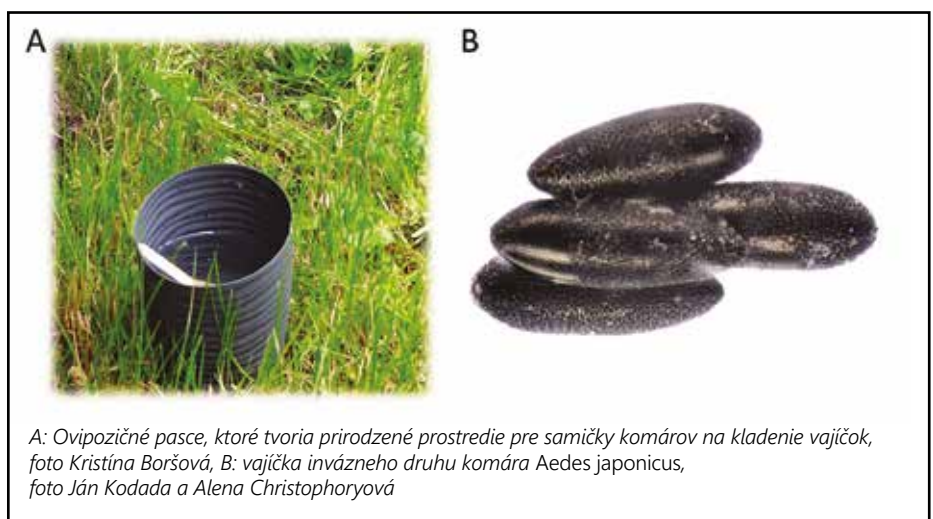 A
B
A: Ovipozičné pasce, ktoré tvoria prirodzené prostredie pre samičky komárov na kladenie vajíčok,
foto Kristína Boršová, B: vajíčka invázneho druhu komára Aedes japonicus,
foto Ján Kodada a Alena Christophoryová